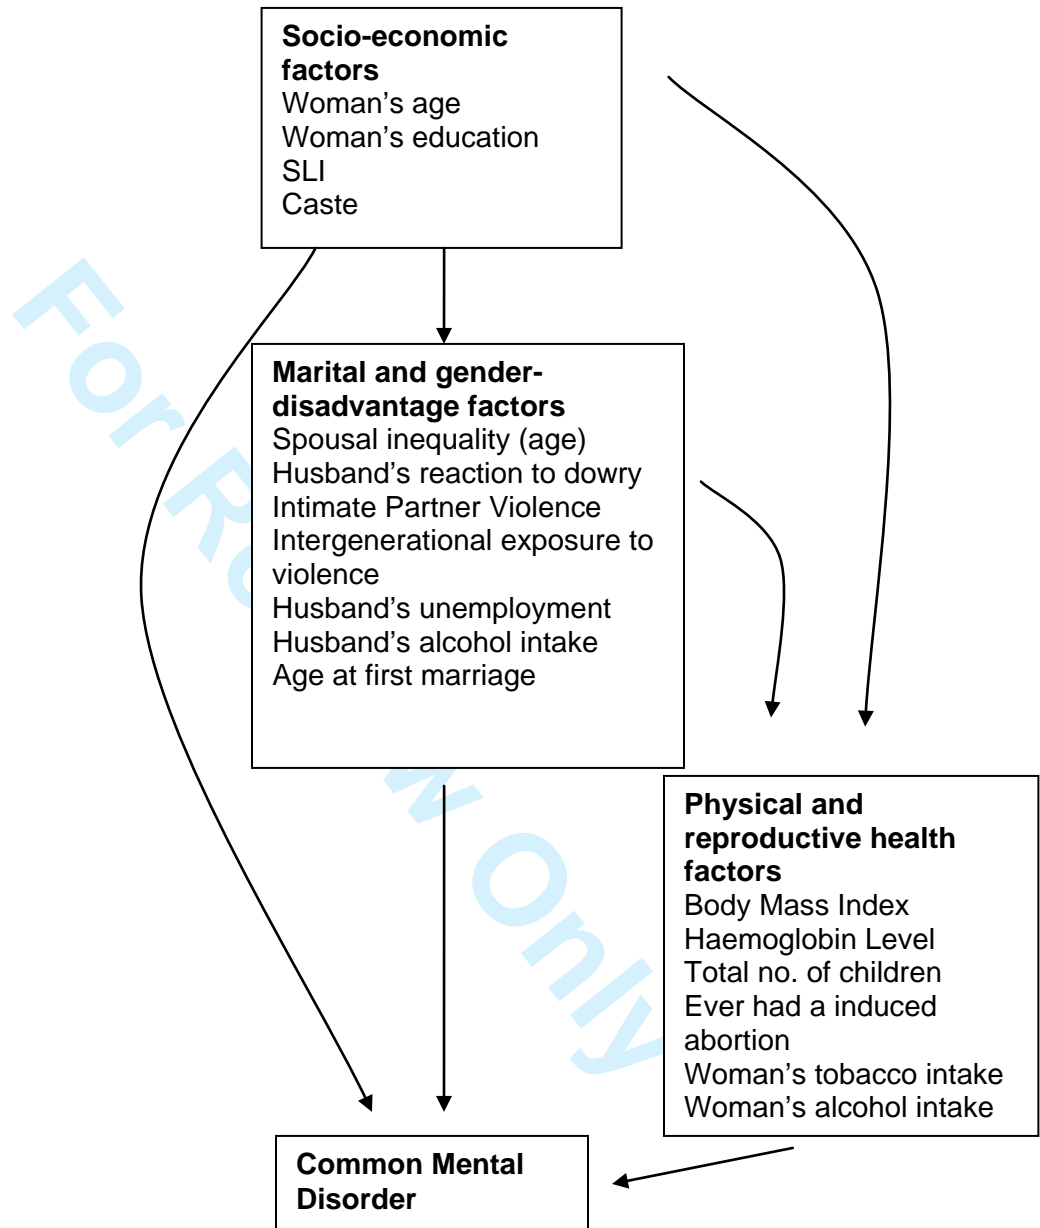 Socio-economic
factors
Woman’s age
Woman’s education
SLI
Caste
Marital and gender-
disadvantage factors
Spousal inequality (age)
Husband’s reaction to dowry
Intimate Partner Violence
Intergenerational exposure to
violence
Husband’s unemployment
Husband’s alcohol intake
Age at first marriage
Physical and
reproductive health
factors
Body Mass Index
Haemoglobin Level
Total no. of children
Ever had a induced
abortion
Woman’s tobacco intake
Woman’s alcohol intake
Common Mental
Disorder
For Re w Only